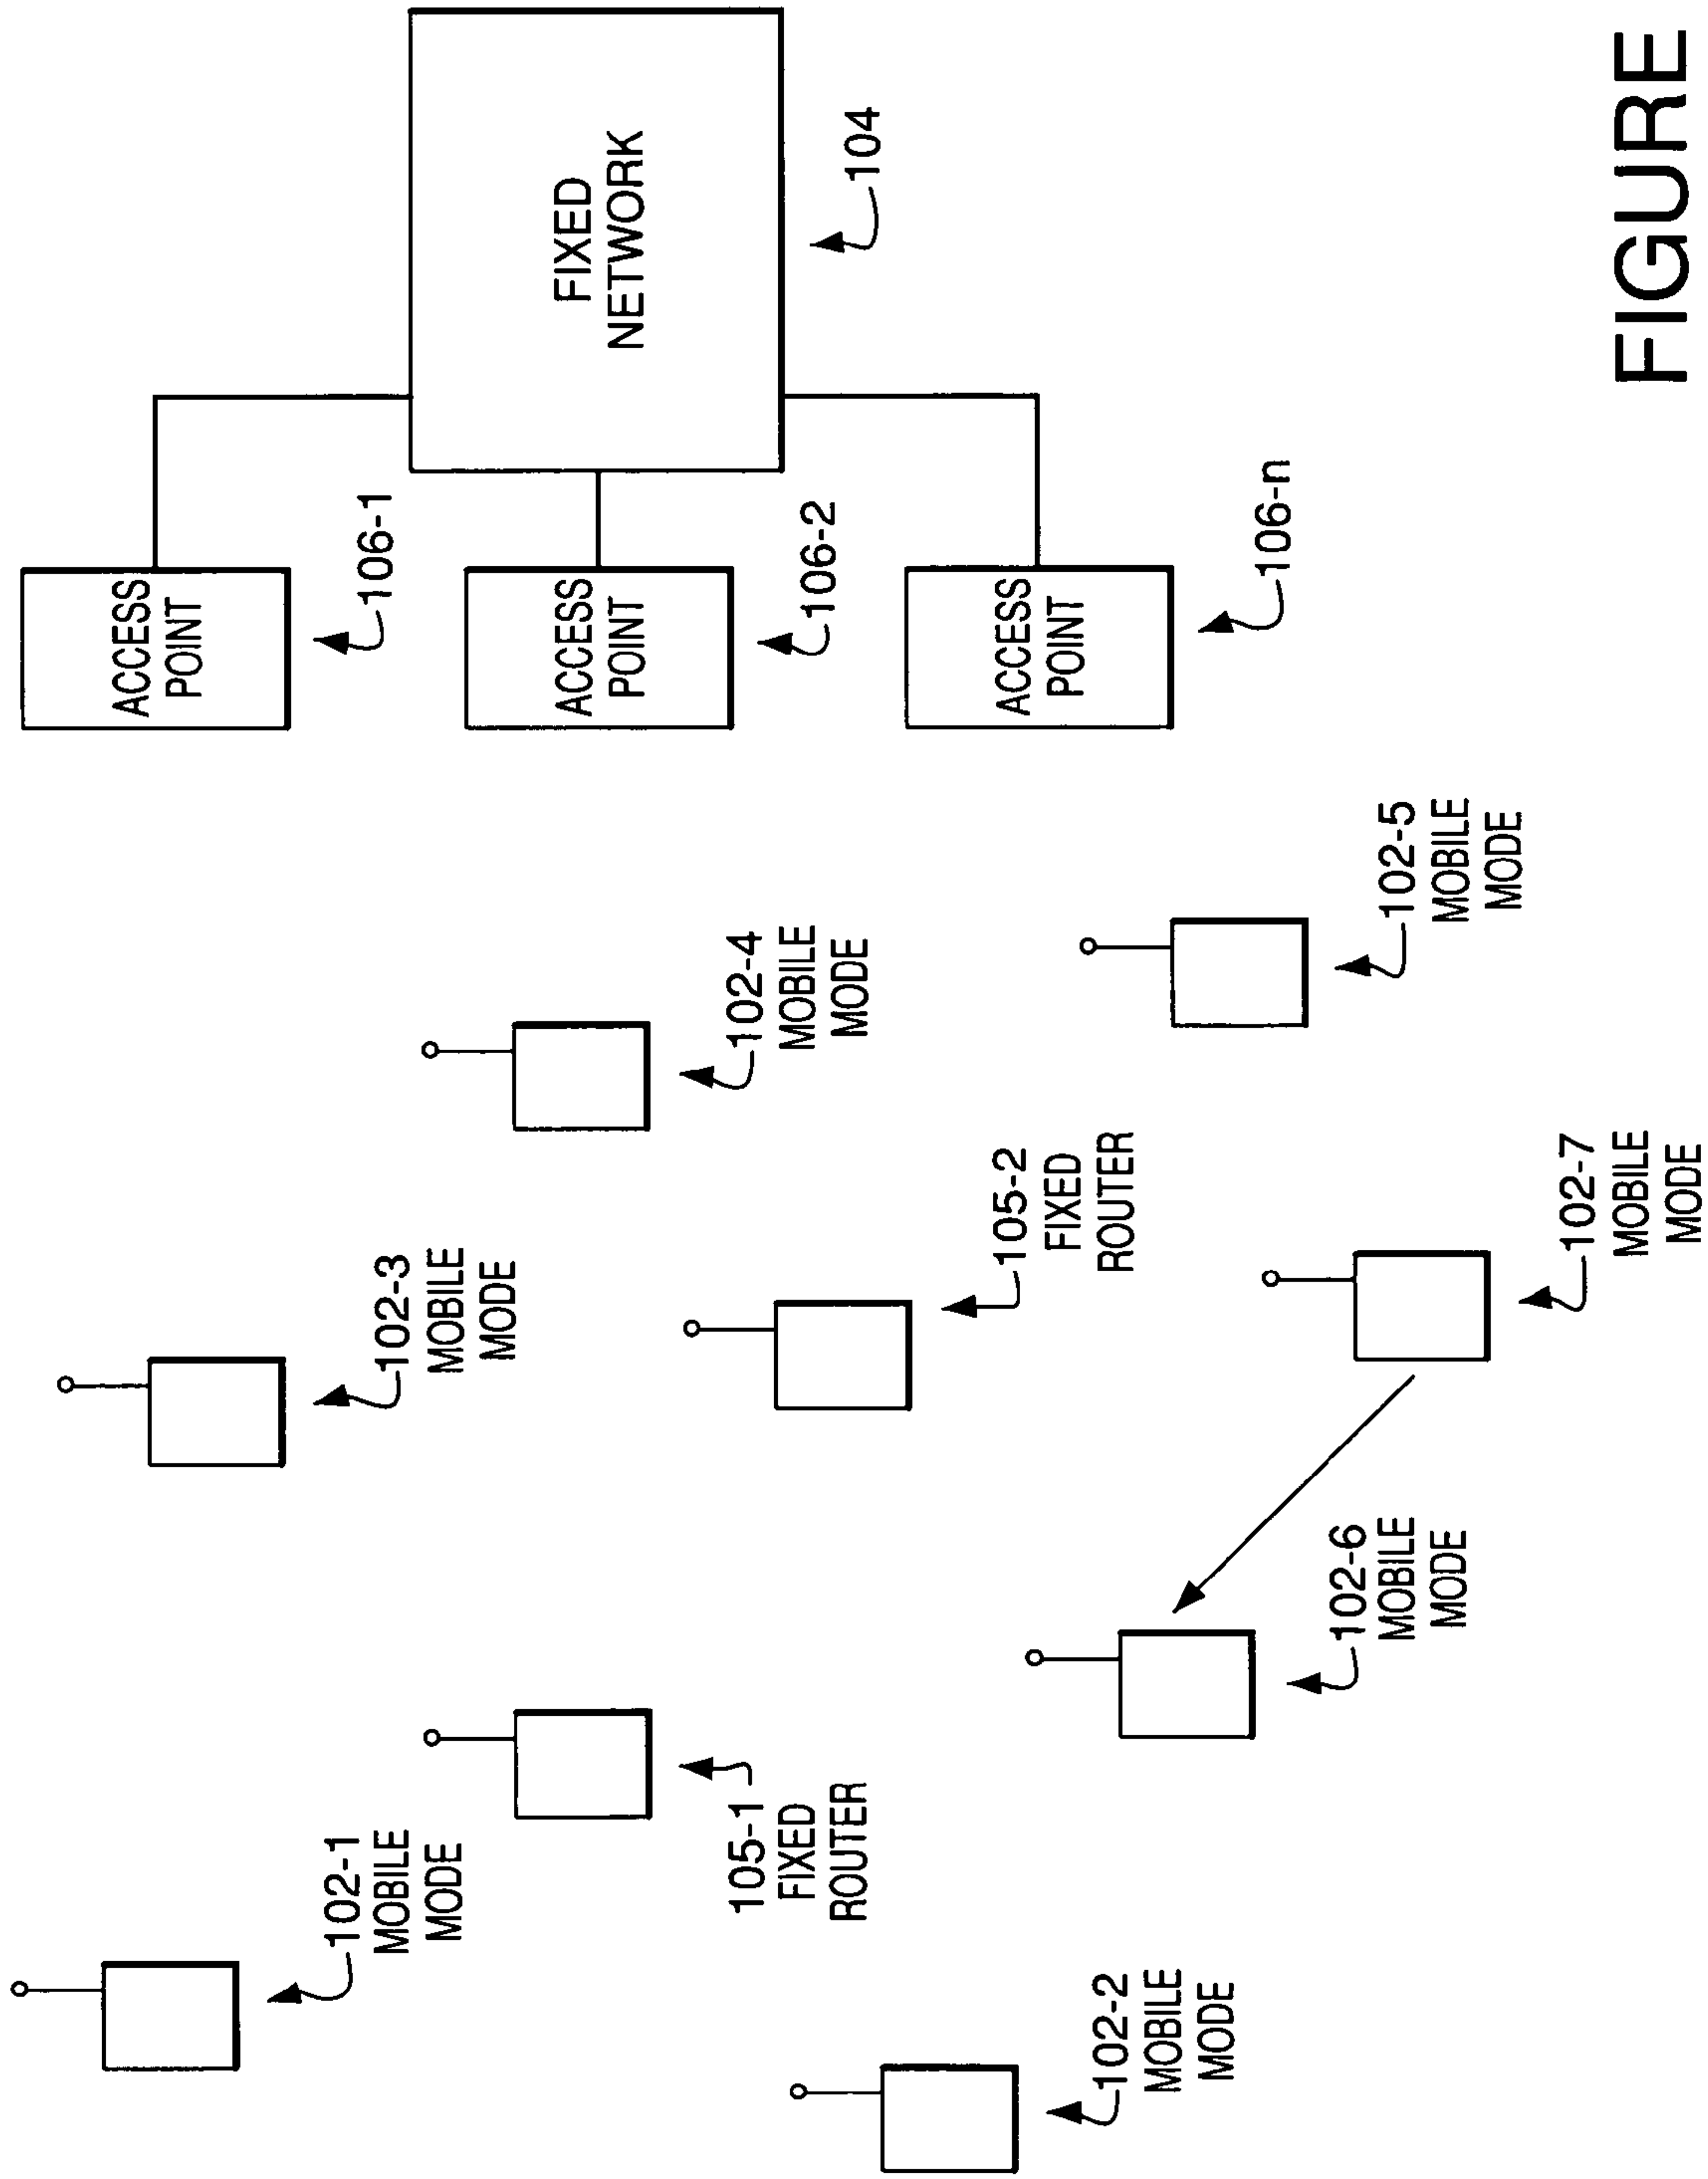 102-1
MOBILE
MODE
102-2
MOBILE
MODE
105-1
FIXED
ROUTER
102-3
MOBILE
MODE
102-6
MOBILE
MODE
105-2
FIXED
ROUTER
102-4
MOBILE
MODE
102-7
MOBILE
MODE
102-5
MOBILE
MODE
ACCESS
POINT
106-1
ACCESS
POINT
106-2
ACCESS
POINT
106-n
FIXED
NETWORK
104
FIGURE